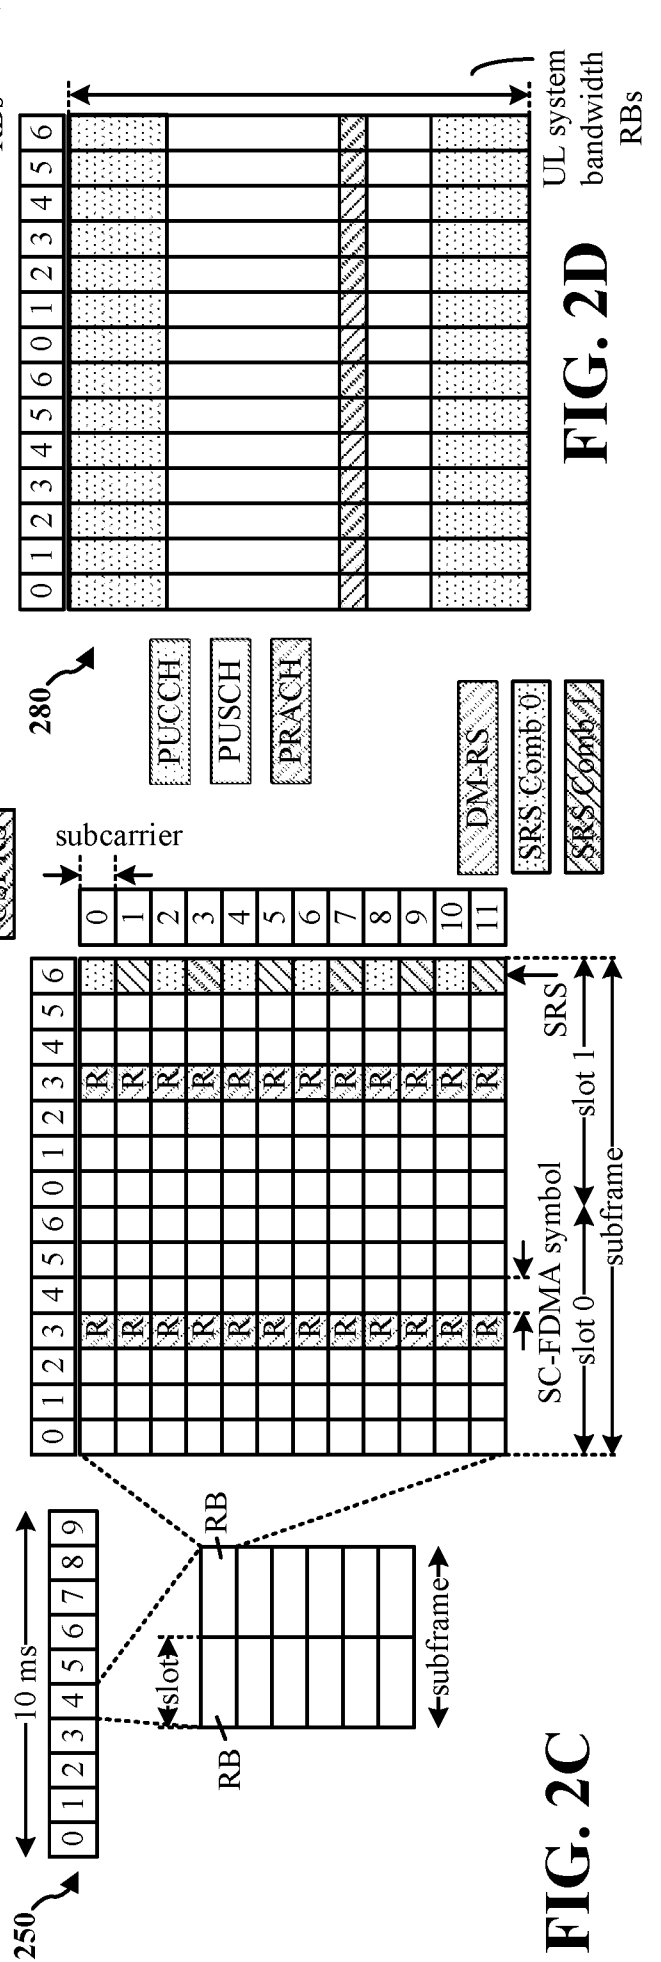 250
10 ms
0 1 2 3 4 5 6 7 8 9
slot
RB
RB
subframe
FIG. 2C
0 1 2 3 4 5 6 0 1 2 3 4 5 6
subcarrier
0
R R 1
2
3
4
5
6
7
8
9
10
11
R R R R R R R R R R R R
R R R R R R R R R R R R
SC-FDMA symbol
SRS
slot 0
slot 1
subframe
DM-RS
SRS Comb 0
SRS Comb 1
280
0 1 2 3 4 5 6 0 1 2 3 4 5 6
PUCCH
PUSCH
PRACH
UL system
bandwidth
RBs
FIG. 2D